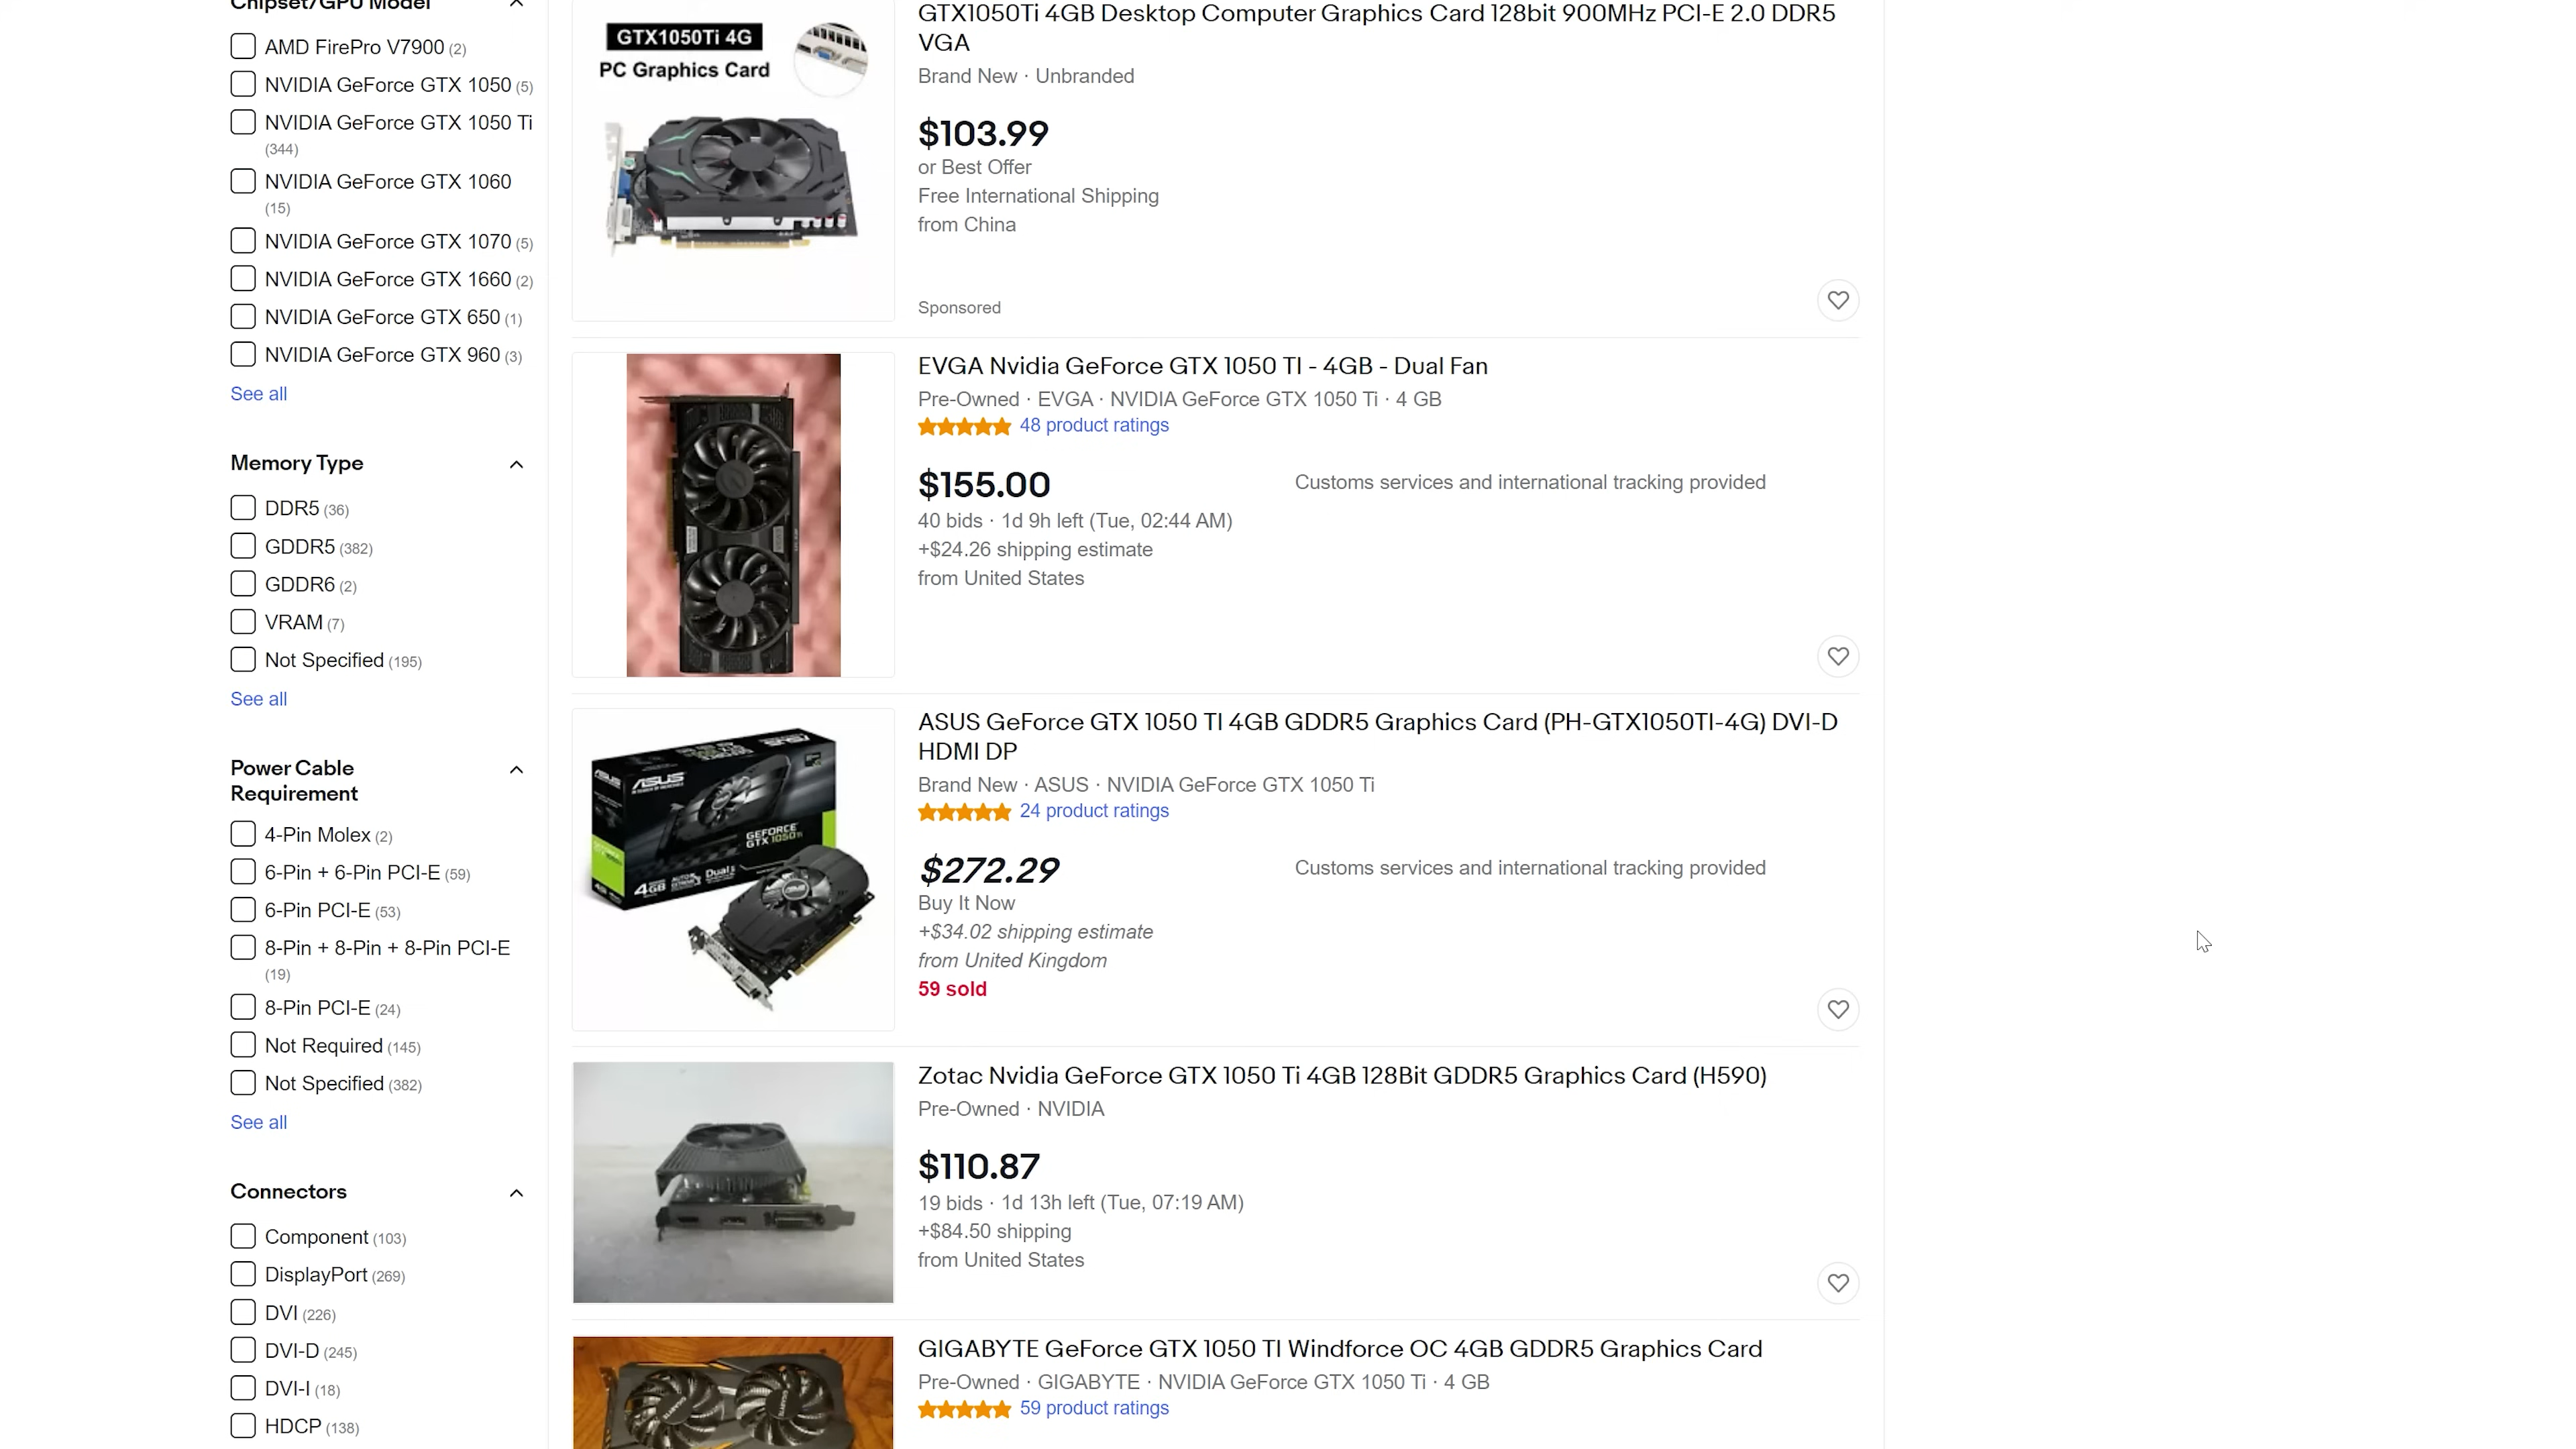 Chipset/GPU Model
AMD FirePro V7900 (2)
NVIDIA GeForce GTX 1050 (5)
NVIDIA GeForce GTX 1050 Ti
(344)
NVIDIA GeForce GTX 1060
(15)
NVIDIA GeForce GTX 1070 (5)
NVIDIA GeForce GTX 1660 (2)
NVIDIA GeForce GTX 650 (1)
NVIDIA GeForce GTX 960 (3)
See all
Memory Type
DDR5 (36)
GDDR5 (382)
GDDR6 (2)
VRAM (7)
Not Specified (195)
See all
Power Cable
Requirement
4-Pin Molex (2)
6-Pin + 6-Pin PCI-E (59)
6-Pin PCI-E (53)
8-Pin + 8-Pin + 8-Pin PCI-E
(19)
8-Pin PCI-E (24)
Not Required (145)
Not Specified (382)
See all
Connectors
Component (103)
DisplayPort (269)
DVI (226)
DVI-D (245)
DVI-I (18)
HDCP (138)
GTX1050Ti 4G
PC Graphics Card
GTX1050Ti 4GB Desktop Computer Graphics Card 128bit 900MHz PCI-E 2.0 DDR5
VGA
Brand New · Unbranded
$103.99
or Best Offer
Free International Shipping
from China
Sponsored
EVGA Nvidia GeForce GTX 1050 TI - 4GB - Dual Fan
Pre-Owned · EVGA · NVIDIA GeForce GTX 1050 Ti · 4 GB
48 product ratings
$155.00
Customs services and international tracking provided
40 bids · 1d 9h left (Tue, 02:44 AM)
+$24.26 shipping estimate
from United States
ASUS
GEFORCE
GTX 1050Ti
4GB
ASUS GeForce GTX 1050 TI 4GB GDDR5 Graphics Card (PH-GTX1050TI-4G) DVI-D
HDMI DP
Brand New · ASUS · NVIDIA GeForce GTX 1050 Ti
24 product ratings
$272.29
Customs services and international tracking provided
Buy It Now
+$34.02 shipping estimate
from United Kingdom
59 sold
Zotac Nvidia GeForce GTX 1050 Ti 4GB 128Bit GDDR5 Graphics Card (H590)
Pre-Owned · NVIDIA
$110.87
19 bids · 1d 13h left (Tue, 07:19 AM)
+$84.50 shipping
from United States
GIGABYTE GeForce GTX 1050 TI Windforce OC 4GB GDDR5 Graphics Card
Pre-Owned · GIGABYTE · NVIDIA GeForce GTX 1050 Ti · 4 GB
59 product ratings